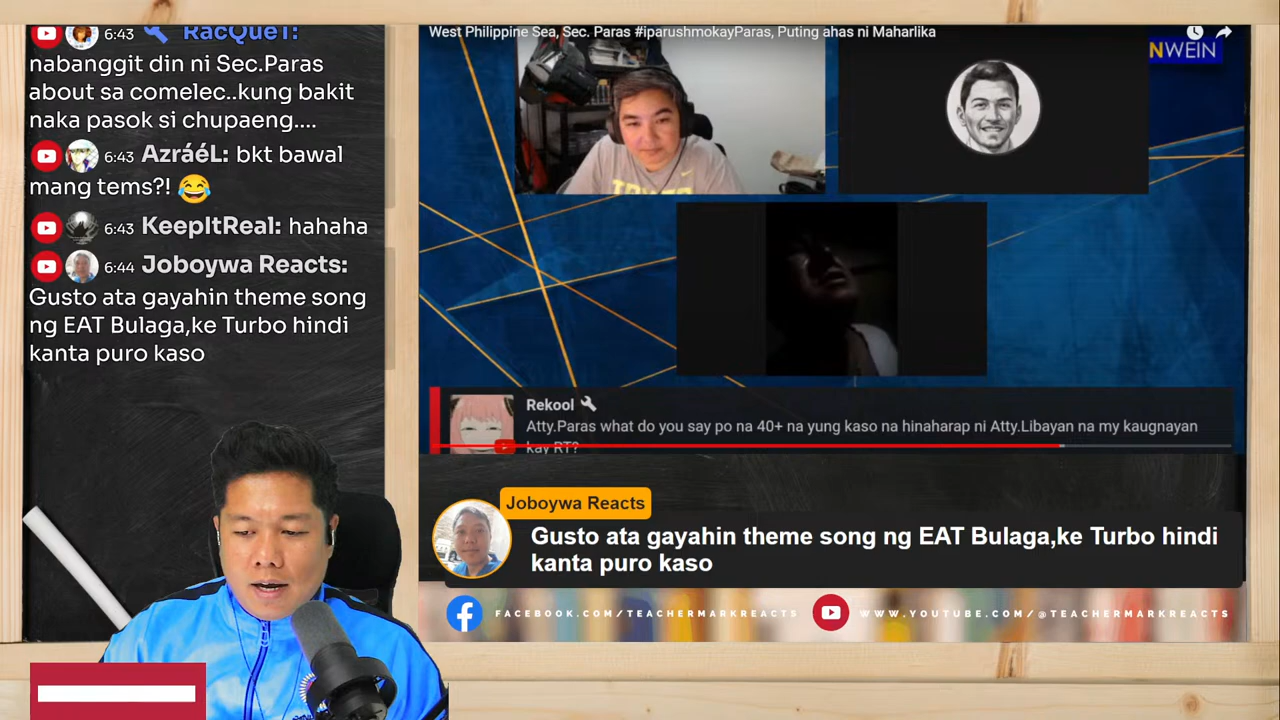 6:43 RacQueT:
nabanggit din ni Sec.Paras
about sa comelec..kung bakit
naka pasok si chupaeng....
6:43 AzráéL: bkt bawal
mang tems?! 😂
6:43 KeepItReal: hahaha
6:44 Joboywa Reacts:
Gusto ata gayahin theme song
ng EAT Bulaga,ke Turbo hindi
kanta puro kaso
West Philippine Sea, Sec. Paras #iparushmokayParas, Puting ahas ni Maharlika
NWEIN
Rekool
Atty.Paras what do you say po na 40+ na yung kaso na hinaharap ni Atty.Libayan na my kaugnayan
kay RT?
Joboywa Reacts
Gusto ata gayahin theme song ng EAT Bulaga,ke Turbo hindi
kanta puro kaso
FACEBOOK.COM/TEACHERMARKREACTS
WWW.YOUTUBE.COM/@TEACHERMARKREACTS